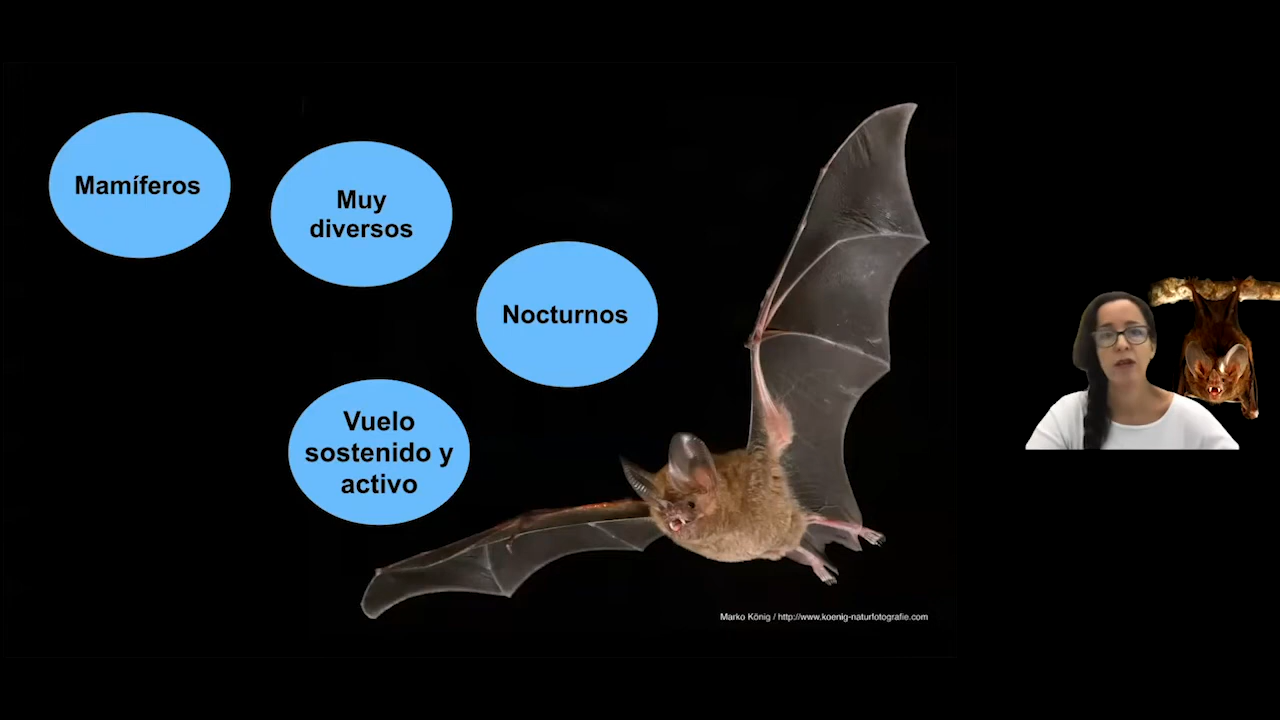 Mamíferos
Muy
diversos
Nocturnos
Vuelo
sostenido y
activo
Marko König / http://www.koenig-naturfotografie.com